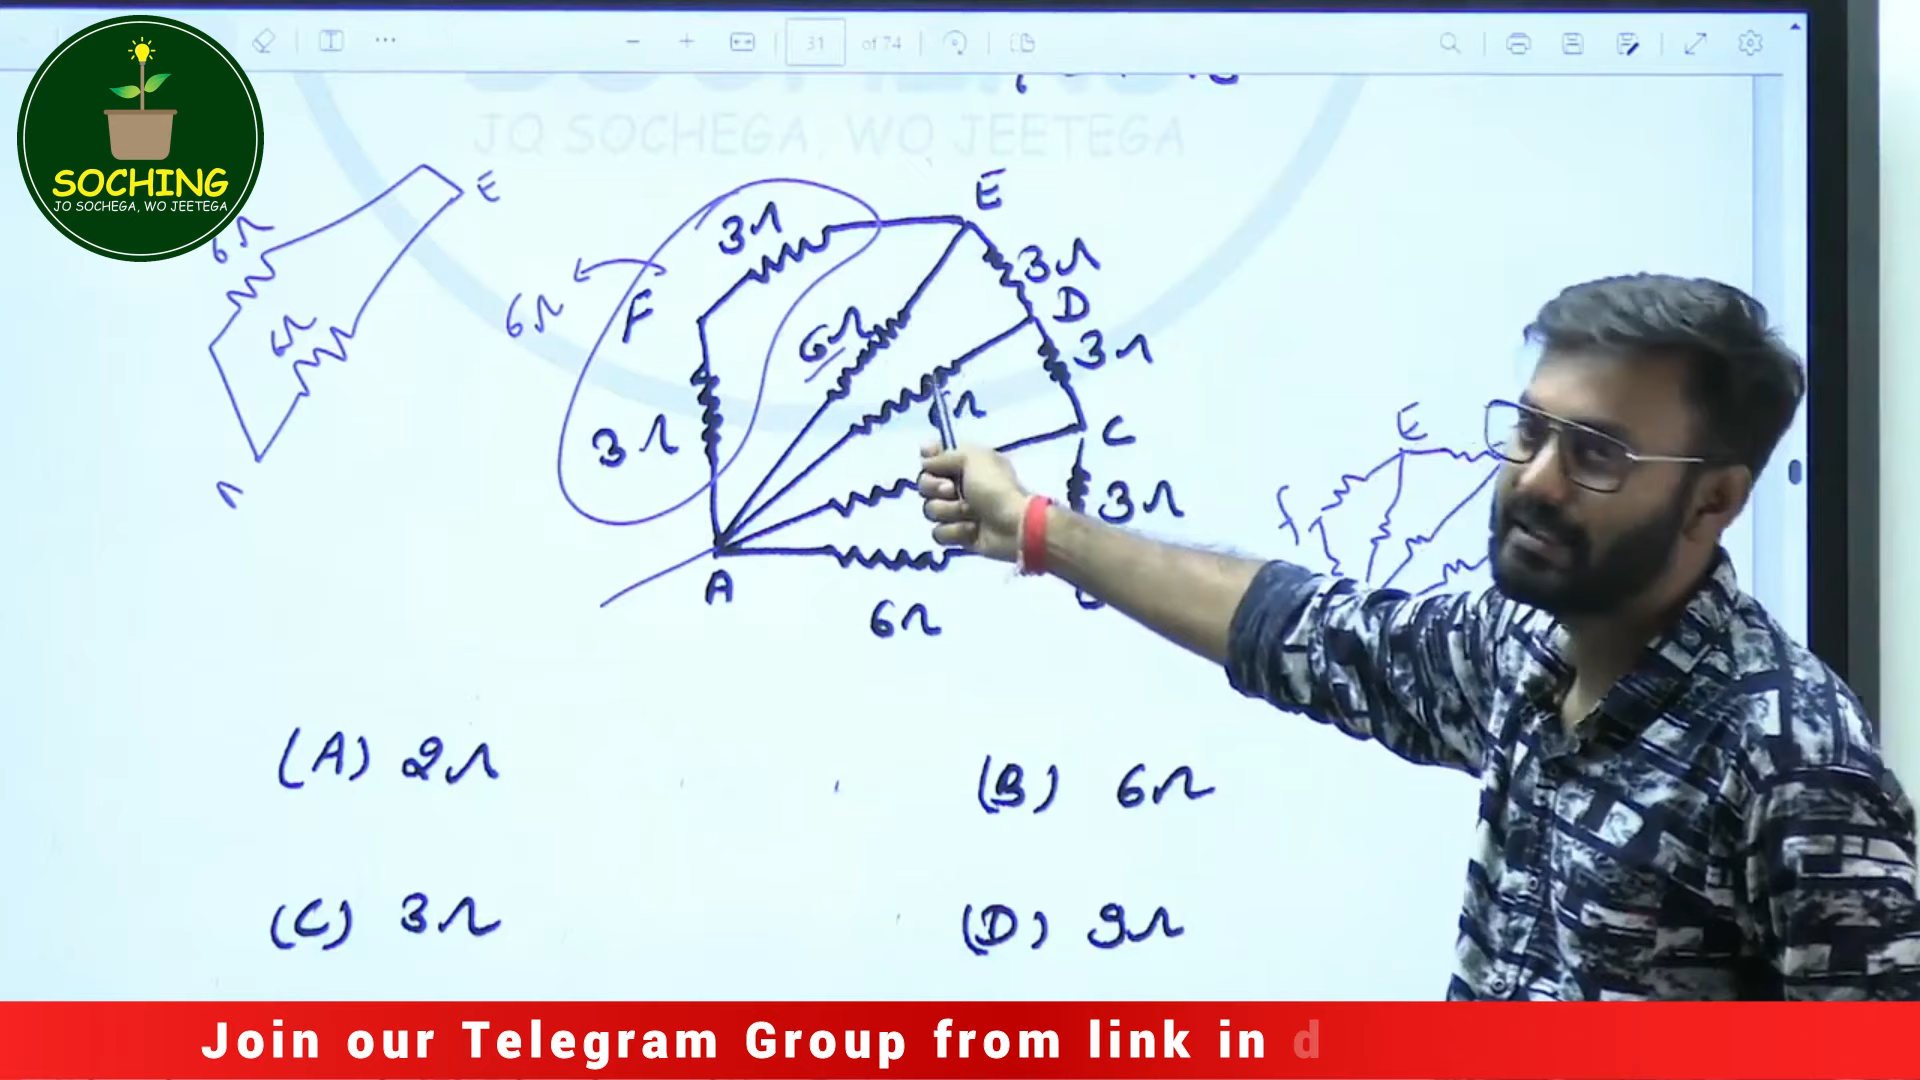 31 of 74
JO SOCHEGA, WO JEETEGA
SOCHING
JO SOCHEGA, WO JEETEGA
E
E
3Ω
6Ω
3Ω
F
D
6Ω
6Ω
3Ω
6Ω
Ω
C
E
3Ω
3Ω
f
A
6Ω
(A) 2Ω
(B) 6Ω
(C) 3Ω
(D) 9Ω
Join our Telegram Group from link in d